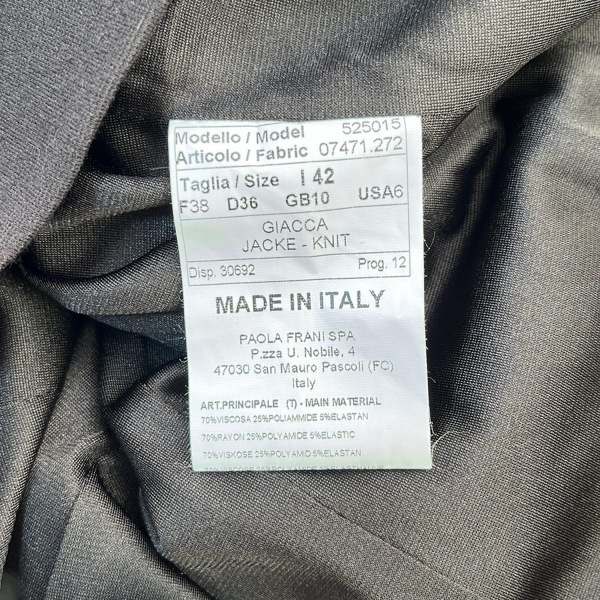 Modello / Model 525015
Articolo / Fabric 07471.272
Taglia / Size I 42
F38 D36 GB10 USA6
GIACCA
JACKE - KNIT
Disp. 30692 Prog. 12
MADE IN ITALY
PAOLA FRANI SPA
P.zza U. Nobile, 4
47030 San Mauro Pascoli (FC)
Italy
ART.PRINCIPALE (T) - MAIN MATERIAL
70%VISCOSA 25%POLIAMMIDE 5%ELASTAN
70%RAYON 25%POLYAMIDE 5%ELASTIC
70%VISKOSE 25%POLYAMID 5%ELASTAN